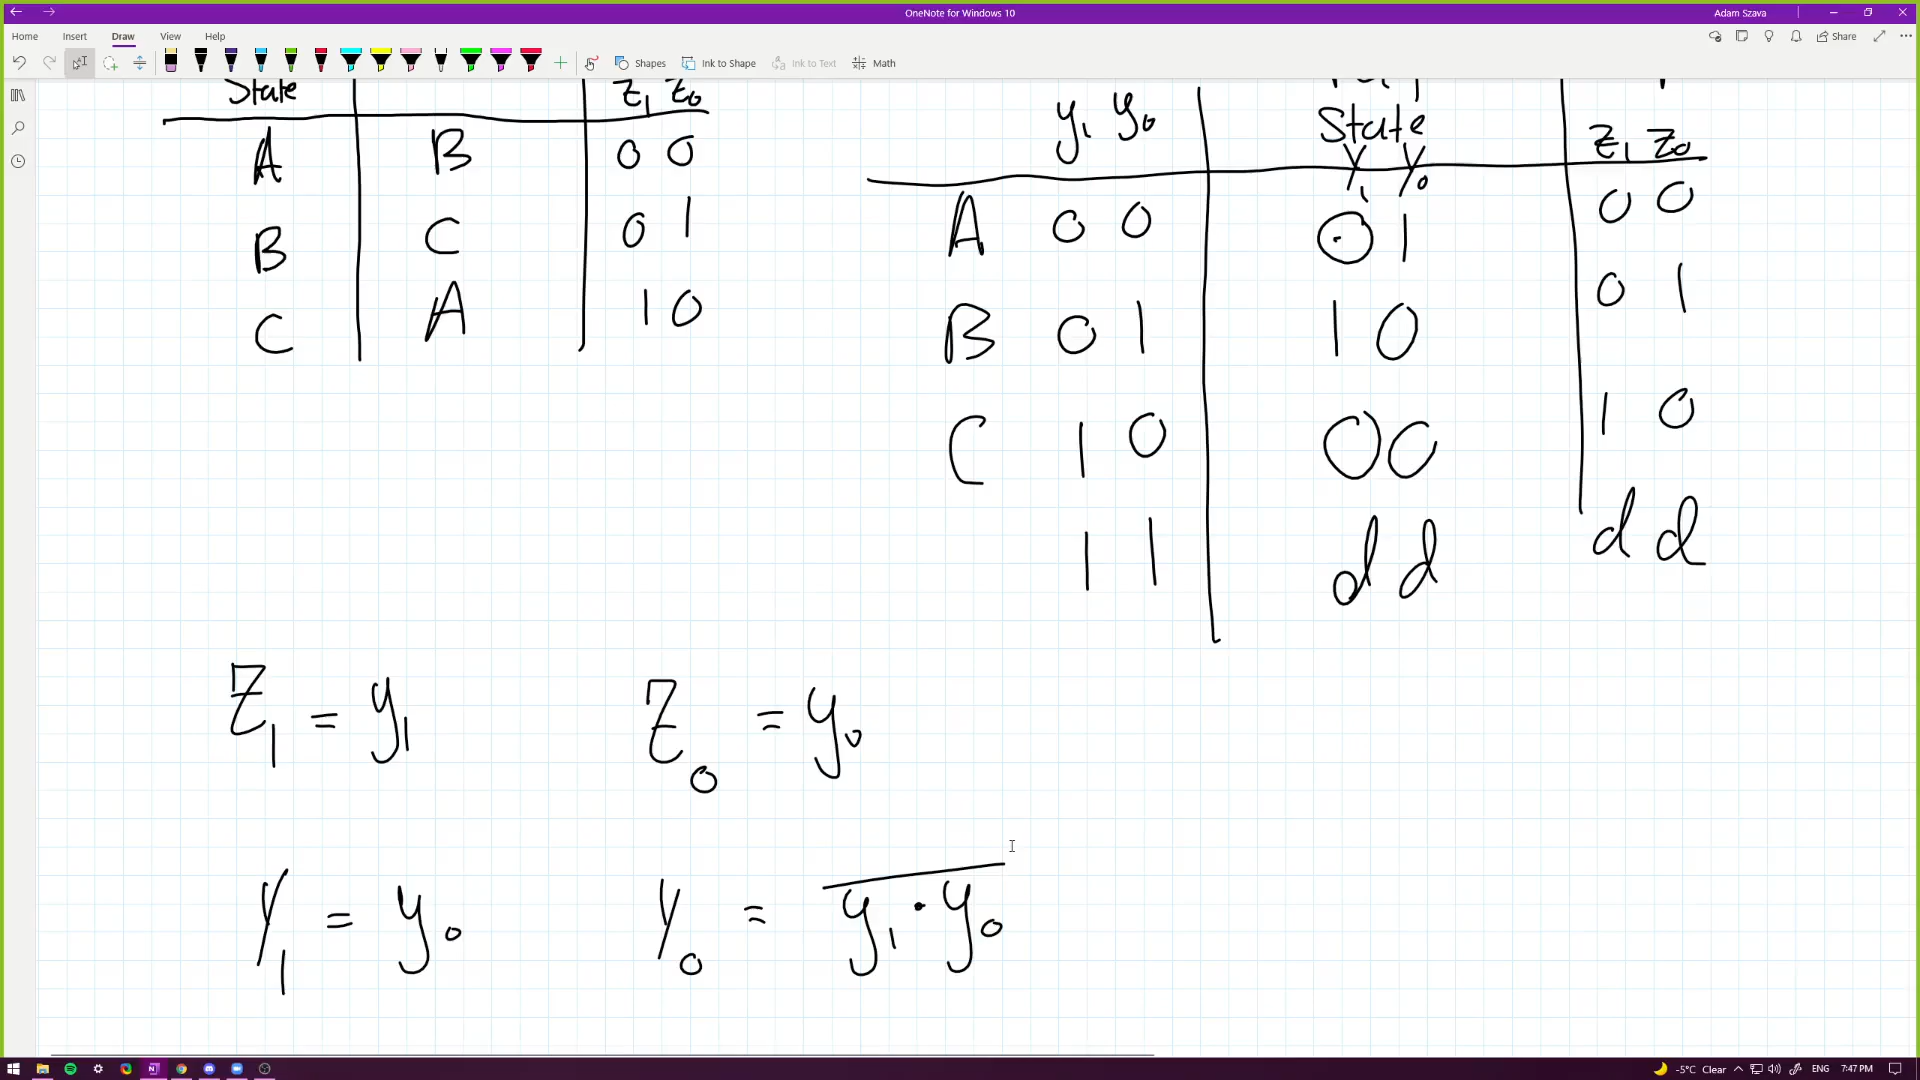 OneNote for Windows 10
Adam Szava
Home Insert Draw View Help
Share
Shapes Ink to Shape Ink to Text Math
State z₁ z₀
A B 0 0
B C 0 1
C A 1 0
y₁ y₀ State z₁ z₀
Y₁ Y₀
A 0 0 0 1 0 0
B 0 1 1 0 0 1
C 1 0 0 0 1 0
1 1 d d d d
Z₁ = y₁ Z₀ = y₀
Y₁ = y₀ Y₀ = \overline{y₁ · y₀}
-5°C Clear ENG 7:47 PM